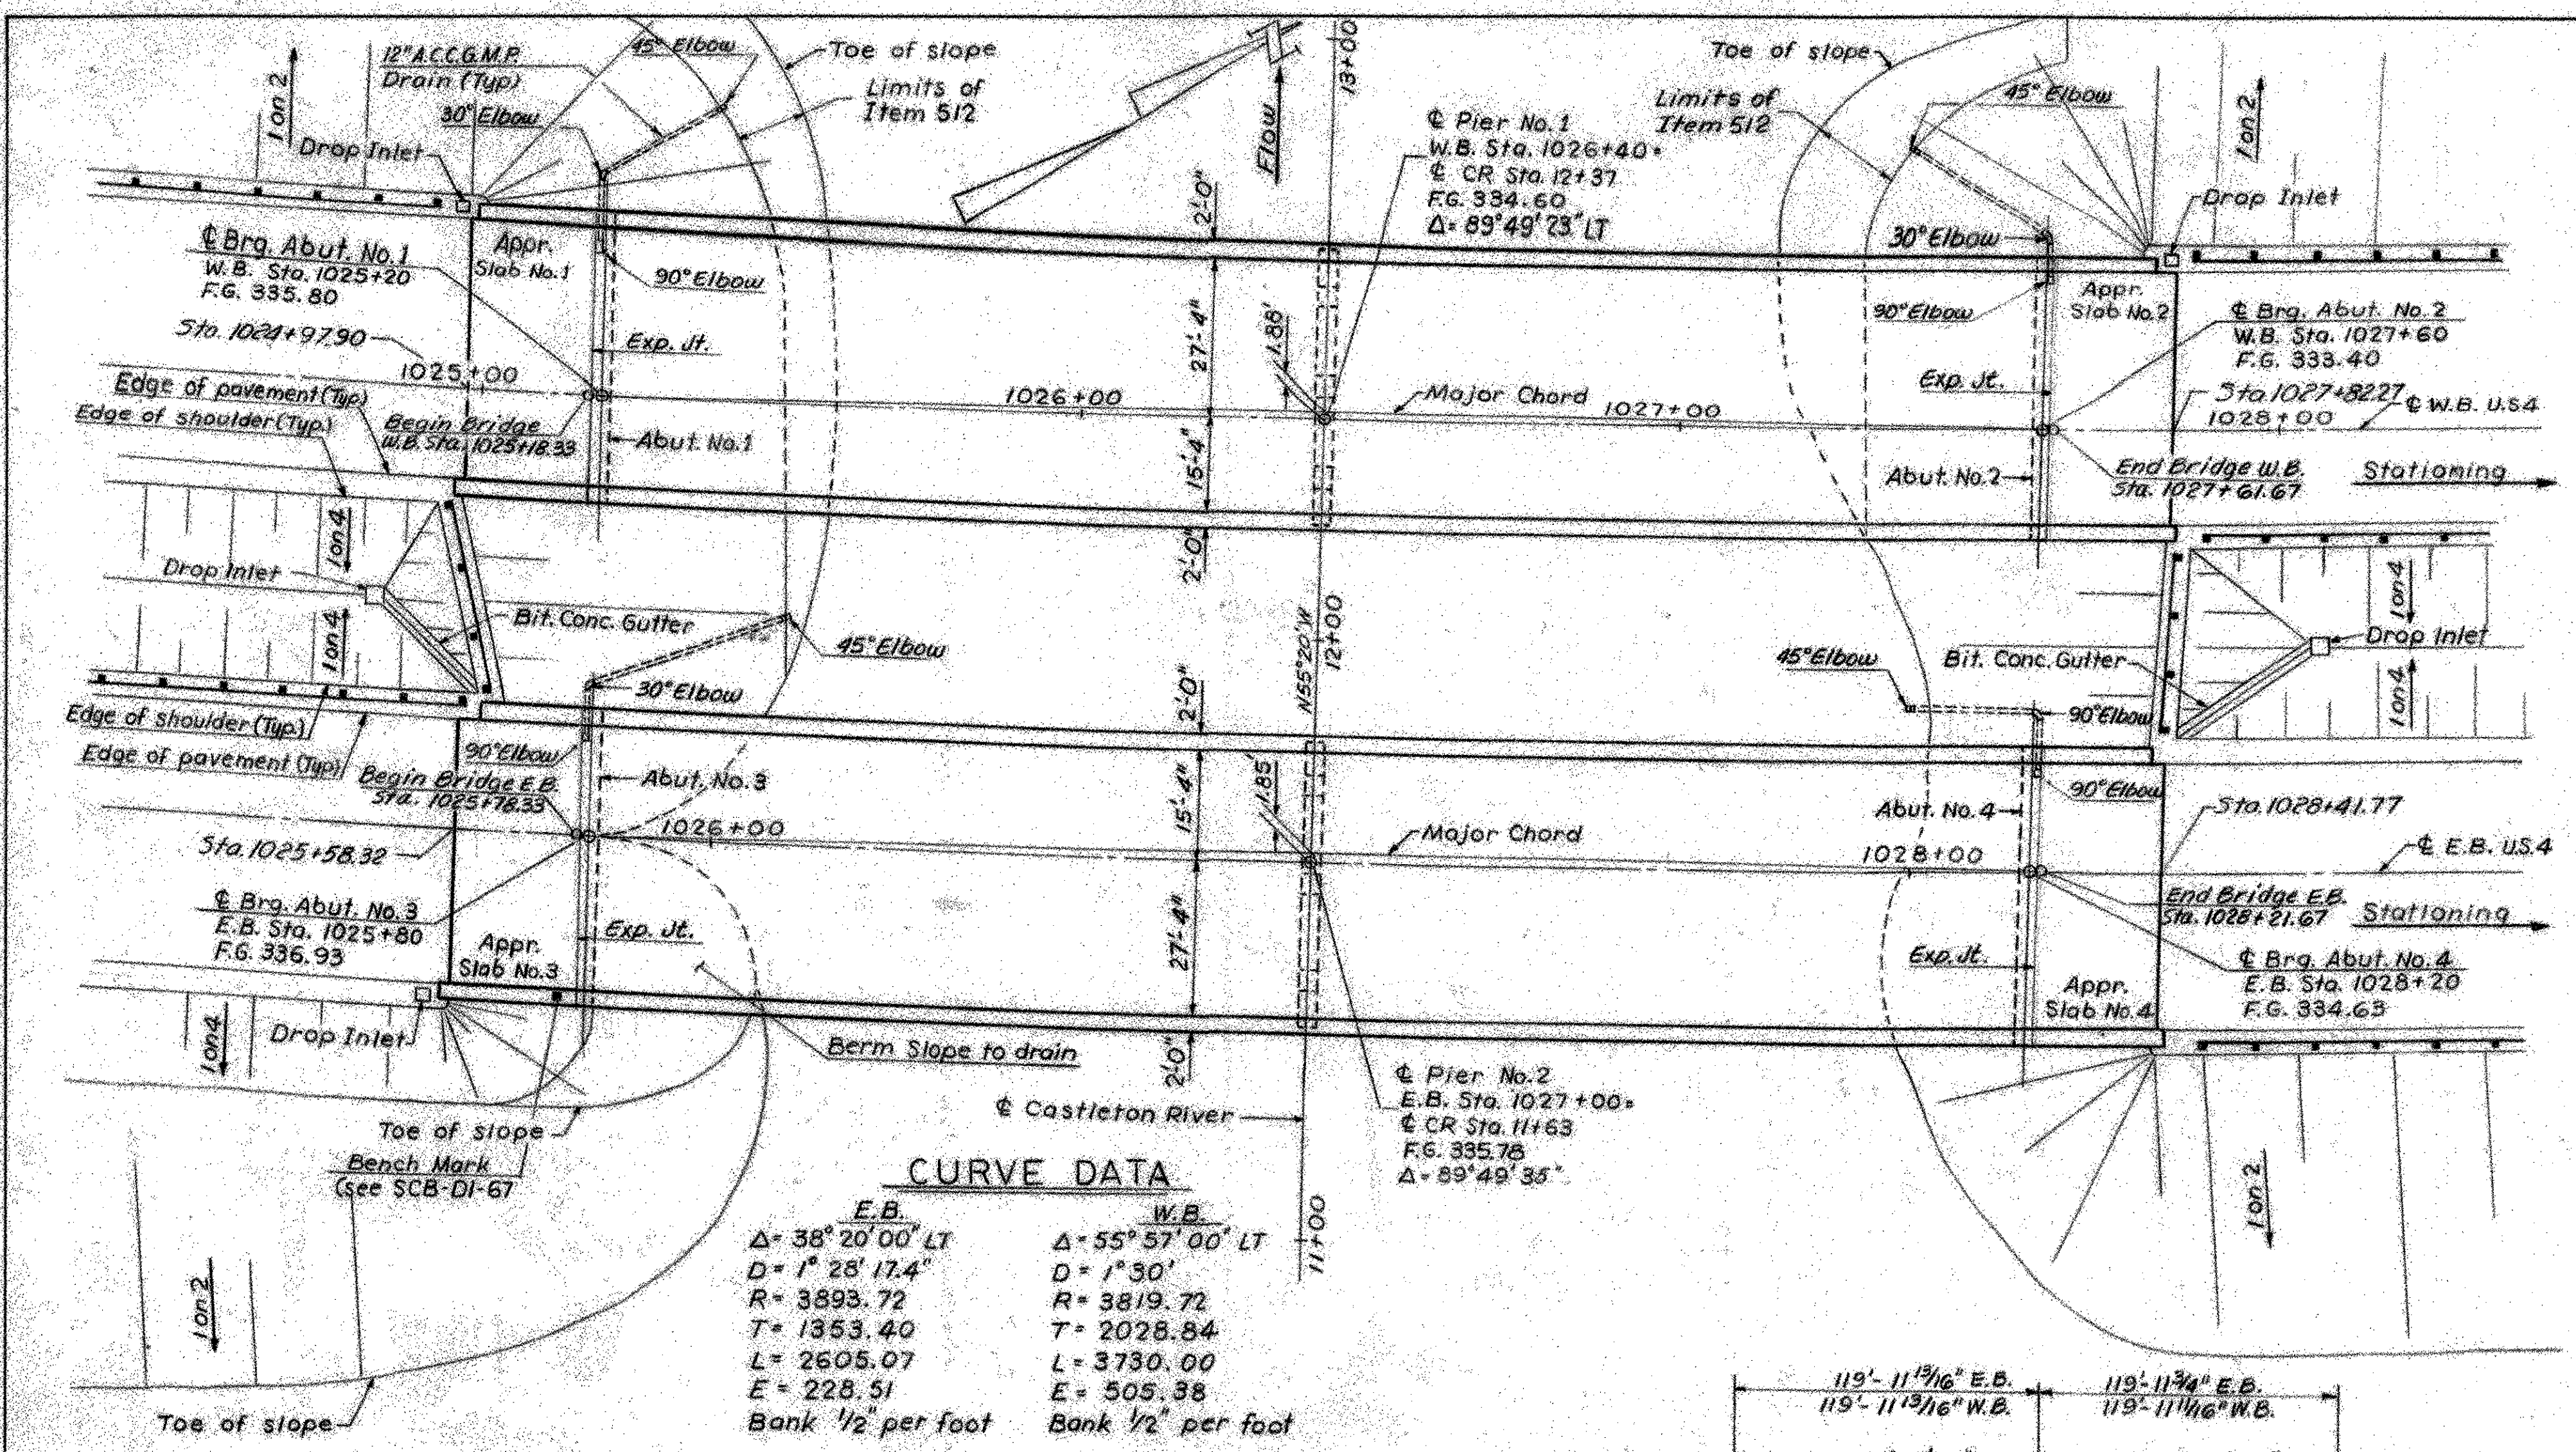 12" A.C.C.G.M.P.
Drain (Typ)
45° Elbow
Toe of slope
Limits of
Item 512
30° Elbow
1 on 2
Drop Inlet
Flow
13+00
℄ Pier No. 1
W.B. Sta. 1026+40=
℄ CR Sta. 12+37
F.G. 334.60
Δ= 89°49'23" LT
Toe of slope
Limits of
Item 512
45° Elbow
1 on 2
Drop Inlet
30° Elbow
90° Elbow
Appr.
Slab No. 2
℄ Brg. Abut. No. 1
W.B. Sta. 1025+20
F.G. 335.80
Appr.
Slab No. 1
90° Elbow
2'-0"
Sta. 1024+97.90
Exp. Jt.
27'-4"
1.88'
℄ Brg. Abut. No. 2
W.B. Sta. 1027+60
F.G. 333.40
Exp. Jt.
Sta. 1027+82.27
℄ W.B. U.S.4
1025+00
1026+00
Major Chord
1027+00
1028+00
Edge of pavement (Typ)
Edge of shoulder (Typ.)
Begin Bridge
W.B. Sta. 1025+18.33
Abut. No. 1
15'-4"
Abut. No. 2
End Bridge W.B.
Sta. 1027+61.67
Stationing
1 on 4
2'-0"
1 on 4
Drop Inlet
Bit. Conc. Gutter
45° Elbow
1 on 4
N55°20'W
12+00
45° Elbow
Bit. Conc. Gutter
Drop Inlet
1 on 4
30° Elbow
2'-0"
90° Elbow
Edge of shoulder (Typ.)
Edge of pavement (Typ)
90° Elbow
Begin Bridge E.B.
Sta. 1025+78.33
Abut. No. 3
15'-4"
1.85'
90° Elbow
Abut. No. 4
Sta. 1028+41.77
1026+00
Major Chord
1028+00
℄ E.B. U.S.4
Sta. 1025+58.32
℄ Brg. Abut. No. 3
E.B. Sta. 1025+80
F.G. 336.93
Appr.
Slab No. 3
Exp. Jt.
27'-4"
End Bridge E.B.
Sta. 1028+21.67
Stationing
Exp. Jt.
℄ Brg. Abut. No. 4
E.B. Sta. 1028+20
F.G. 334.63
Appr.
Slab No. 4
1 on 4
Drop Inlet
Berm Slope to drain
2'-0"
℄ Castleton River
℄ Pier No. 2
E.B. Sta. 1027+00=
℄ CR Sta. 11+63
F.G. 335.78
Δ= 89°49'35"
Toe of slope
Bench Mark
(see SCB-D1-67
11+00
1 on 2
1 on 2
Toe of slope
CURVE DATA
E.B.
Δ= 38° 20' 00" LT
D= 1° 28' 17.4"
R= 3893.72
T= 1353.40
L= 2605.07
E= 228.51
Bank 1/2" per foot
W.B.
Δ= 55° 57' 00" LT
D= 1° 30'
R= 3819.72
T= 2028.84
L= 3730.00
E= 505.38
Bank 1/2" per foot
119'-11 13/16" E.B.
119'-11 13/16" W.B.
119'-11 3/4" E.B.
119'-11 11/16" W.B.